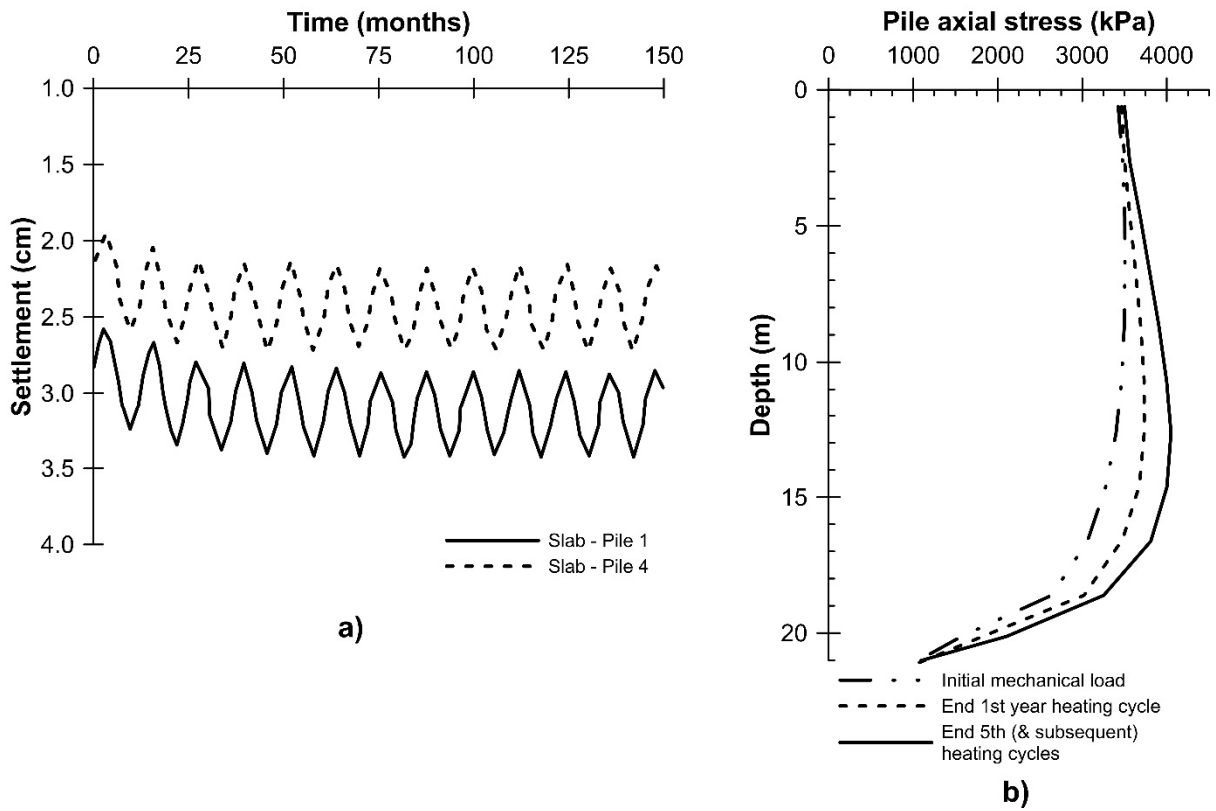 Time (months)
0 25 50 75 100 125 150
1.0
1.5
2.0
2.5
3.0
3.5
4.0
Settlement (cm)
Slab - Pile 1
Slab - Pile 4
a)
Pile axial stress (kPa)
0 1000 2000 3000 4000
0
5
10
15
20
Depth (m)
Initial mechanical load
End 1st year heating cycle
End 5th (& subsequent)
heating cycles
b)